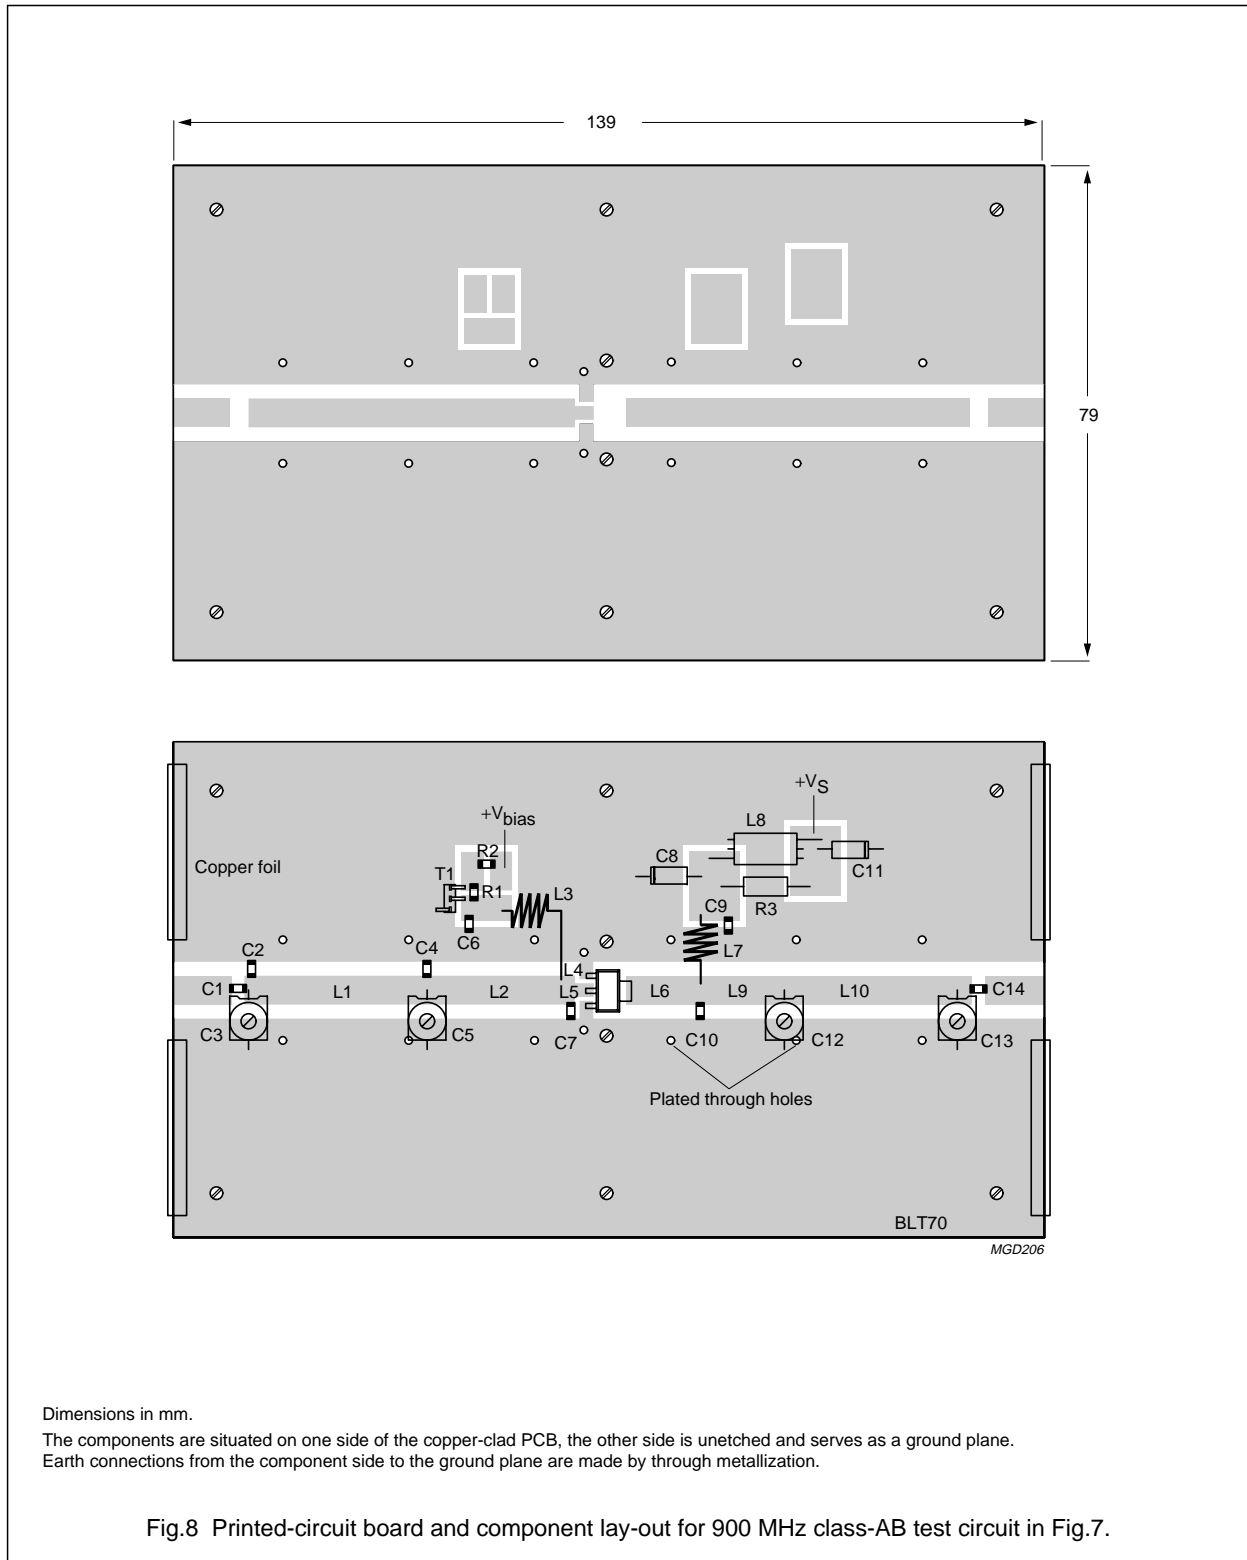 139
79
+VS
+Vbias
L8
R2
C8
Copper foil
T1
C11
R1
L3
C9
R3
C6
C2
C4
L7
L4
C1
L1
L2
L5
L6
L9
L10
C14
C3
C5
C7
C10
C12
C13
Plated through holes
BLT70
MGD206
Dimensions in mm.
The components are situated on one side of the copper-clad PCB, the other side is unetched and serves as a ground plane.
Earth connections from the component side to the ground plane are made by through metallization.
Fig.8 Printed-circuit board and component lay-out for 900 MHz class-AB test circuit in Fig.7.